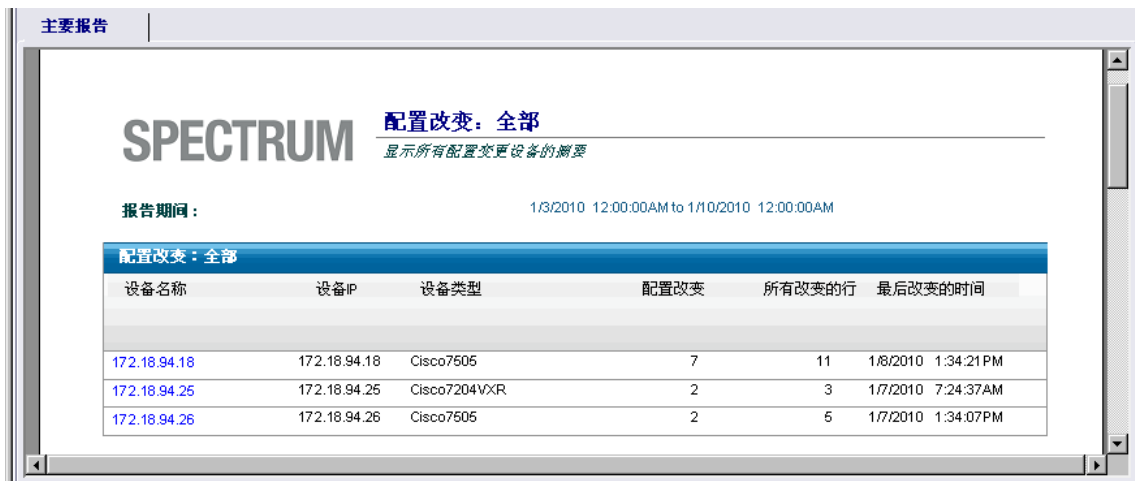 主要报告
SPECTRUM
配置改变：全部
显示所有配置变更设备的摘要
报告期间：
1/3/2010 12:00:00AM to 1/10/2010 12:00:00AM
配置改变：全部
设备名称 设备IP 设备类型 配置改变 所有改变的行 最后改变的时间
172.18.94.18 172.18.94.18 Cisco7505 7 11 1/8/2010 1:34:21PM
172.18.94.25 172.18.94.25 Cisco7204VXR 2 3 1/7/2010 7:24:37AM
172.18.94.26 172.18.94.26 Cisco7505 2 5 1/7/2010 1:34:07PM